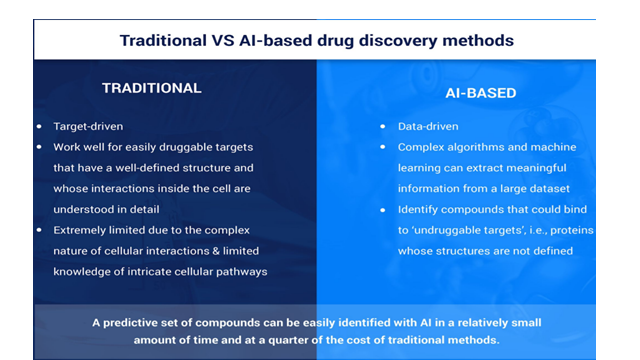 Traditional VS AI-based drug discovery methods
TRADITIONAL
• Target-driven
• Work well for easily druggable targets
that have a well-defined structure and
whose interactions inside the cell are
understood in detail
• Extremely limited due to the complex
nature of cellular interactions & limited
knowledge of intricate cellular pathways
AI-BASED
• Data-driven
• Complex algorithms and machine
learning can extract meaningful
information from a large dataset
• Identify compounds that could bind
to ‘undruggable targets’, i.e., proteins
whose structures are not defined
A predictive set of compounds can be easily identified with AI in a relatively small
amount of time and at a quarter of the cost of traditional methods.